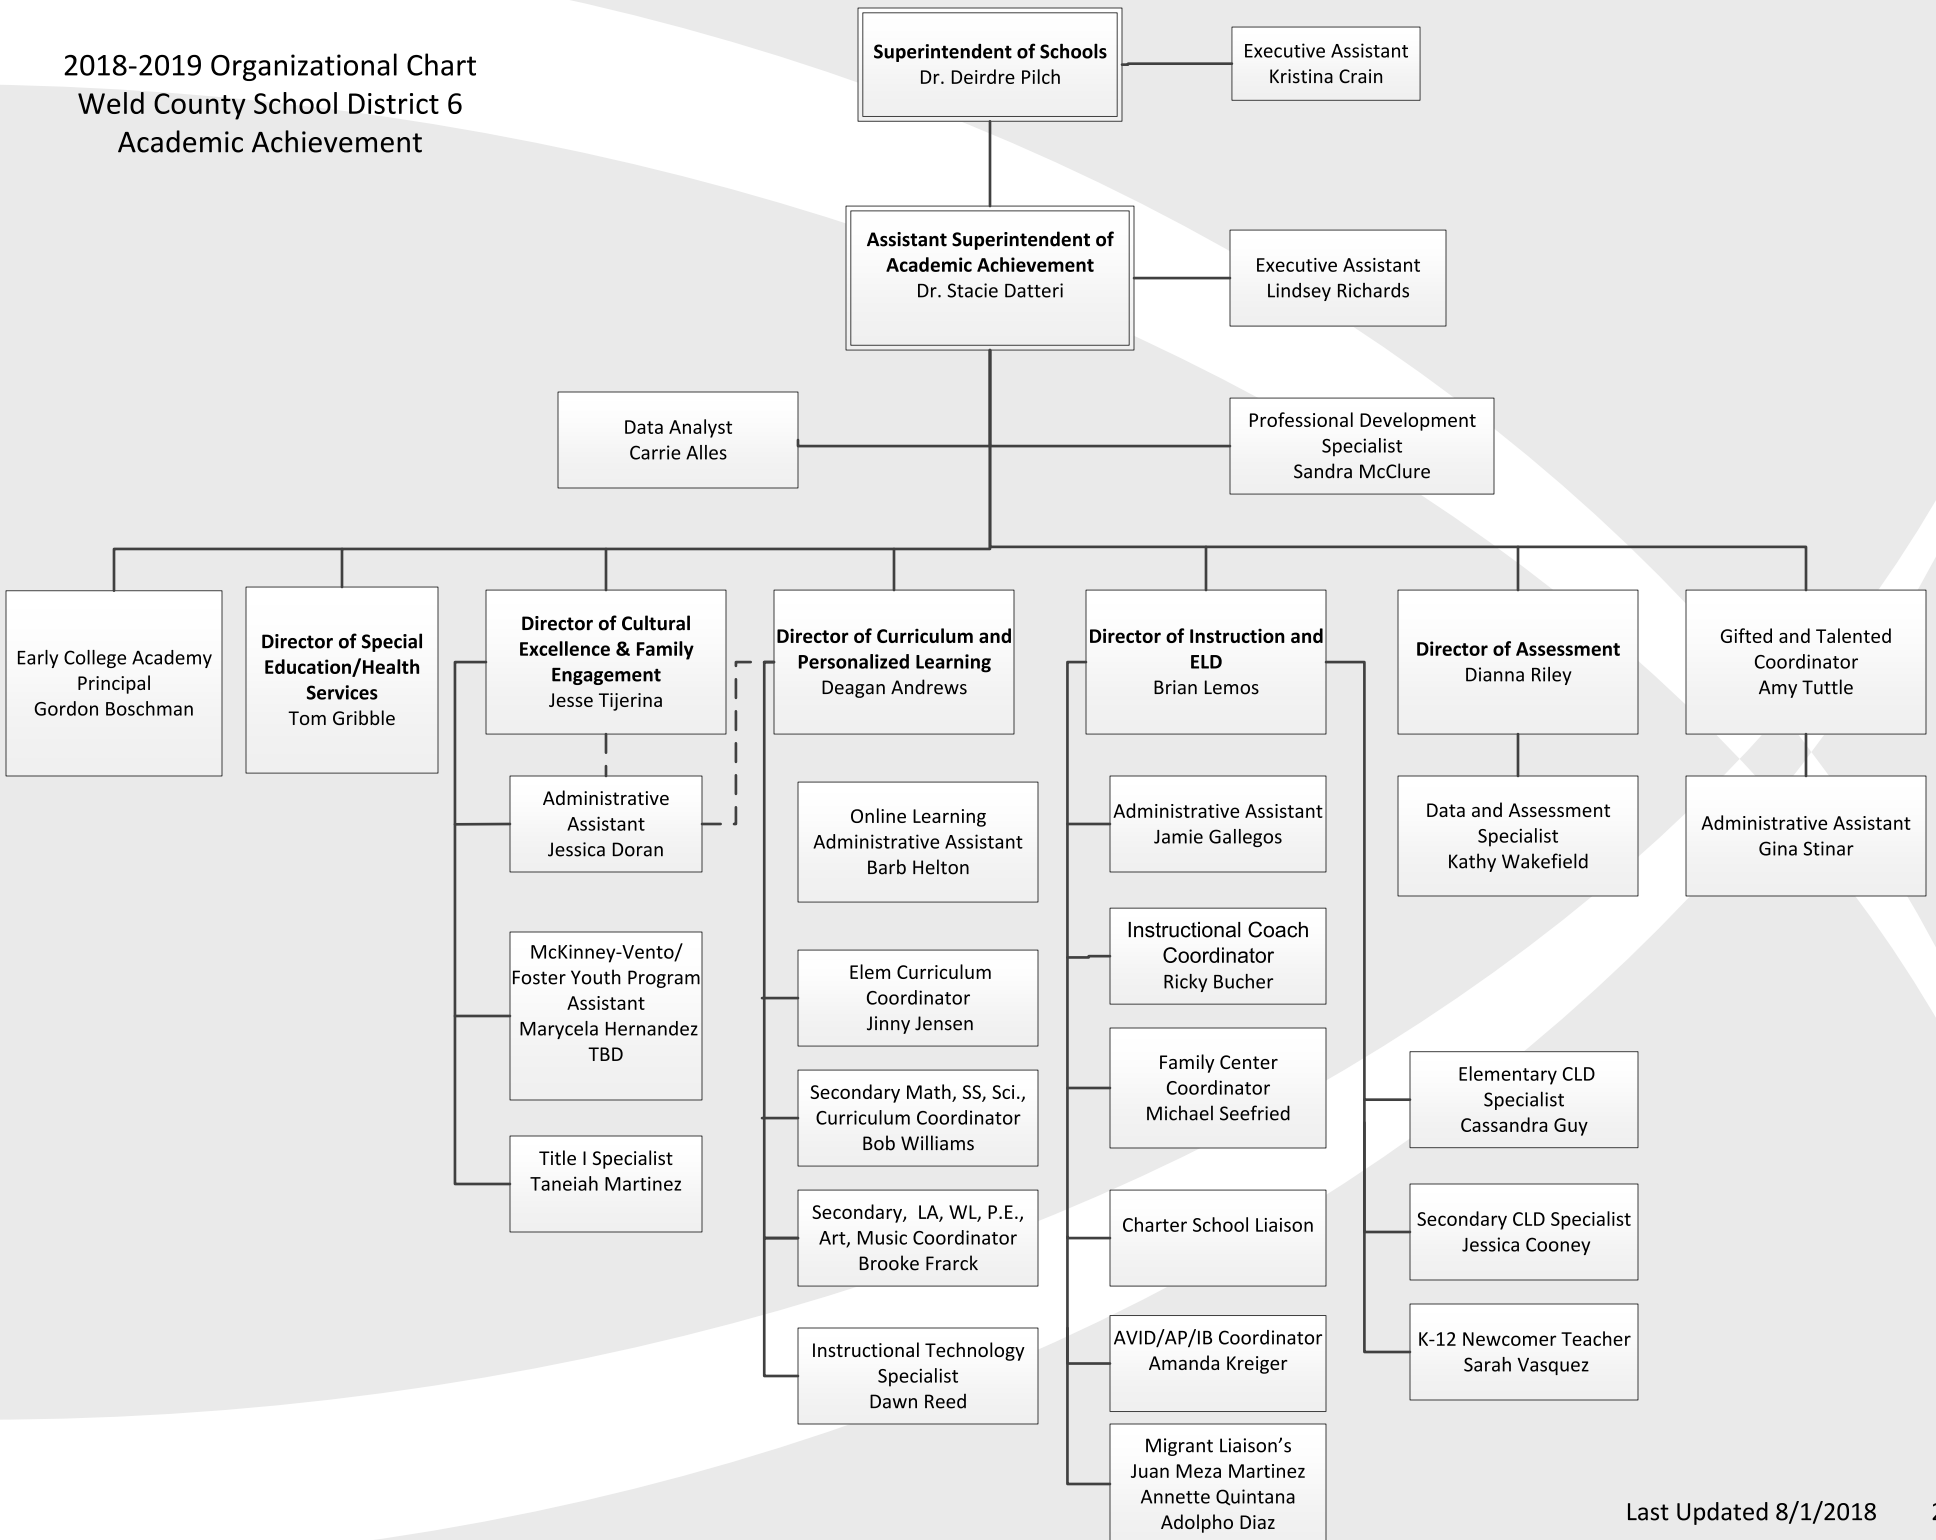 2018-2019 Organizational Chart
Weld County School District 6
Academic Achievement
Superintendent of Schools
Dr. Deirdre Pilch
Executive Assistant
Kristina Crain
Assistant Superintendent of
Academic Achievement
Dr. Stacie Datteri
Executive Assistant
Lindsey Richards
Data Analyst
Carrie Alles
Professional Development
Specialist
Sandra McClure
Early College Academy
Principal
Gordon Boschman
Director of Special
Education/Health
Services
Tom Gribble
Director of Cultural
Excellence & Family
Engagement
Jesse Tijerina
Director of Curriculum and
Personalized Learning
Deagan Andrews
Director of Instruction and
ELD
Brian Lemos
Director of Assessment
Dianna Riley
Gifted and Talented
Coordinator
Amy Tuttle
Administrative
Assistant
Jessica Doran
McKinney-Vento/
Foster Youth Program
Assistant
Marycela Hernandez
TBD
Title I Specialist
Taneiah Martinez
Online Learning
Administrative Assistant
Barb Helton
Elem Curriculum
Coordinator
Jinny Jensen
Secondary Math, SS, Sci.,
Curriculum Coordinator
Bob Williams
Secondary, LA, WL, P.E.,
Art, Music Coordinator
Brooke Frarck
Instructional Technology
Specialist
Dawn Reed
Administrative Assistant
Jamie Gallegos
Instructional Coach
Coordinator
Ricky Bucher
Family Center
Coordinator
Michael Seefried
Charter School Liaison
AVID/AP/IB Coordinator
Amanda Kreiger
Migrant Liaison's
Juan Meza Martinez
Annette Quintana
Adolpho Diaz
Elementary CLD
Specialist
Cassandra Guy
Secondary CLD Specialist
Jessica Cooney
K-12 Newcomer Teacher
Sarah Vasquez
Data and Assessment
Specialist
Kathy Wakefield
Administrative Assistant
Gina Stinar
Last Updated 8/1/2018